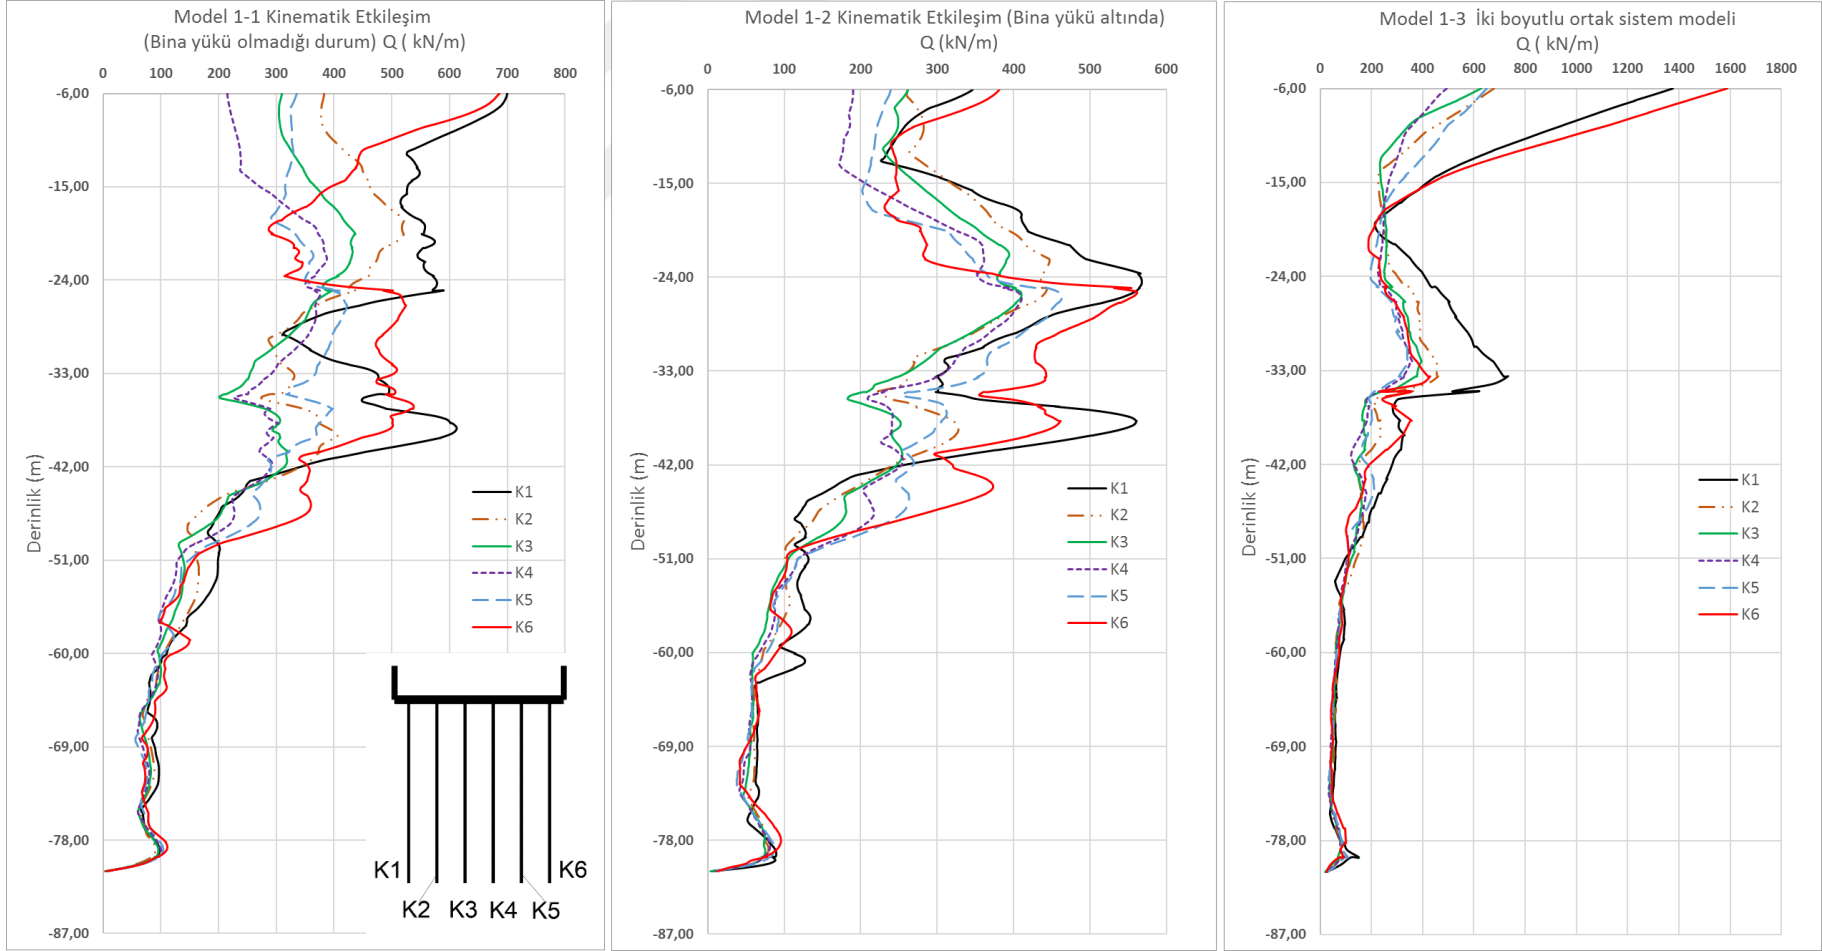 Model 1-1 Kinematik Etkileşim
(Bina yükü olmadığı durum) Q ( kN/m)
0 100 200 300 400 500 600 700 800
-6,00
-15,00
-24,00
-33,00
-42,00
-51,00
-60,00
-69,00
-78,00
-87,00
Derinlik (m)
K1
K2
K3
K4
K5
K6
K1 K6
K2 K3 K4 K5
Model 1-2 Kinematik Etkileşim (Bina yükü altında)
Q (kN/m)
0 100 200 300 400 500 600
-6,00
-15,00
-24,00
-33,00
-42,00
-51,00
-60,00
-69,00
-78,00
-87,00
Derinlik (m)
K1
K2
K3
K4
K5
K6
Model 1-3 İki boyutlu ortak sistem modeli
Q ( kN/m)
0 200 400 600 800 1000 1200 1400 1600 1800
-6,00
-15,00
-24,00
-33,00
-42,00
-51,00
-60,00
-69,00
-78,00
-87,00
Derinlik (m)
K1
K2
K3
K4
K5
K6